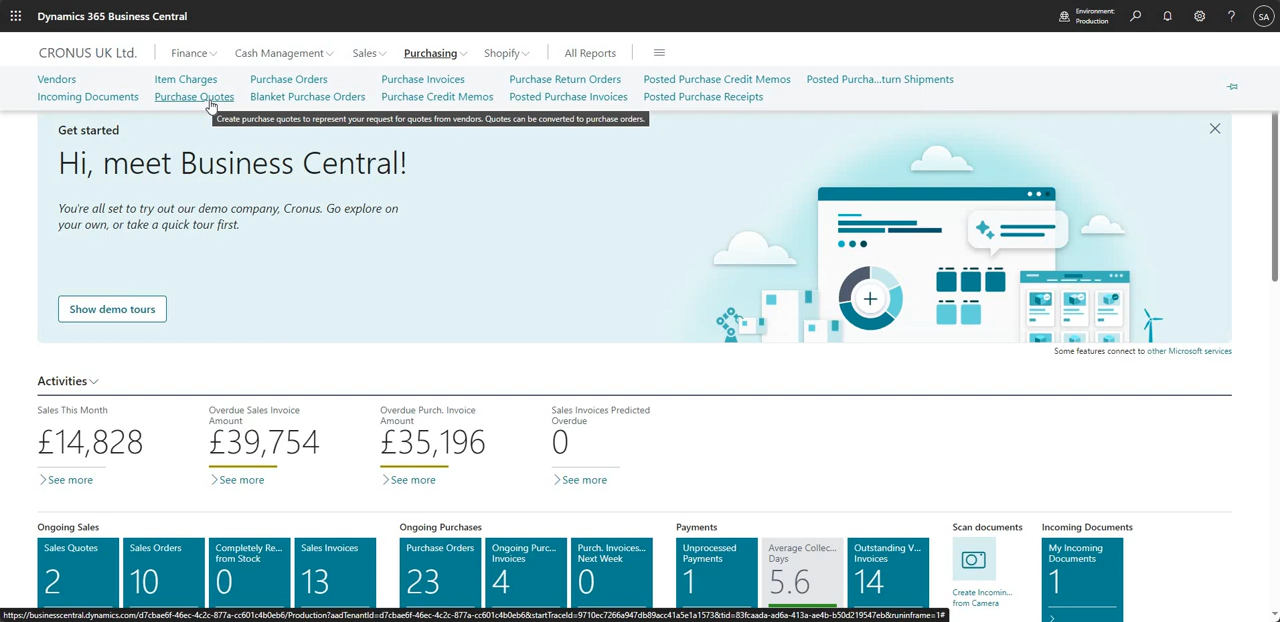 Dynamics 365 Business Central
Environment:
Production
SA
CRONUS UK Ltd.
Finance
Cash Management
Sales
Purchasing
Shopify
All Reports
Vendors
Item Charges
Purchase Orders
Purchase Invoices
Purchase Return Orders
Posted Purchase Credit Memos
Posted Purcha...turn Shipments
Incoming Documents
Purchase Quotes
Blanket Purchase Orders
Purchase Credit Memos
Posted Purchase Invoices
Posted Purchase Receipts
Create purchase quotes to represent your request for quotes from vendors. Quotes can be converted to purchase orders.
Get started
Hi, meet Business Central!
You're all set to try out our demo company, Cronus. Go explore on
your own, or take a quick tour first.
Show demo tours
Some features connect to other Microsoft services
Activities
Sales This Month
£14,828
See more
Overdue Sales Invoice
Amount
£39,754
See more
Overdue Purch. Invoice
Amount
£35,196
See more
Sales Invoices Predicted
Overdue
0
See more
Ongoing Sales
Sales Quotes
2
Sales Orders
10
Completely Re...
from Stock
0
Sales Invoices
13
Ongoing Purchases
Purchase Orders
23
Ongoing Purc...
Invoices
4
Purch. Invoices...
Next Week
0
Payments
Unprocessed
Payments
1
Average Collec...
Days
5.6
Outstanding V...
Invoices
14
Scan documents
Create Incomin...
from Camera
Incoming Documents
My Incoming
Documents
1